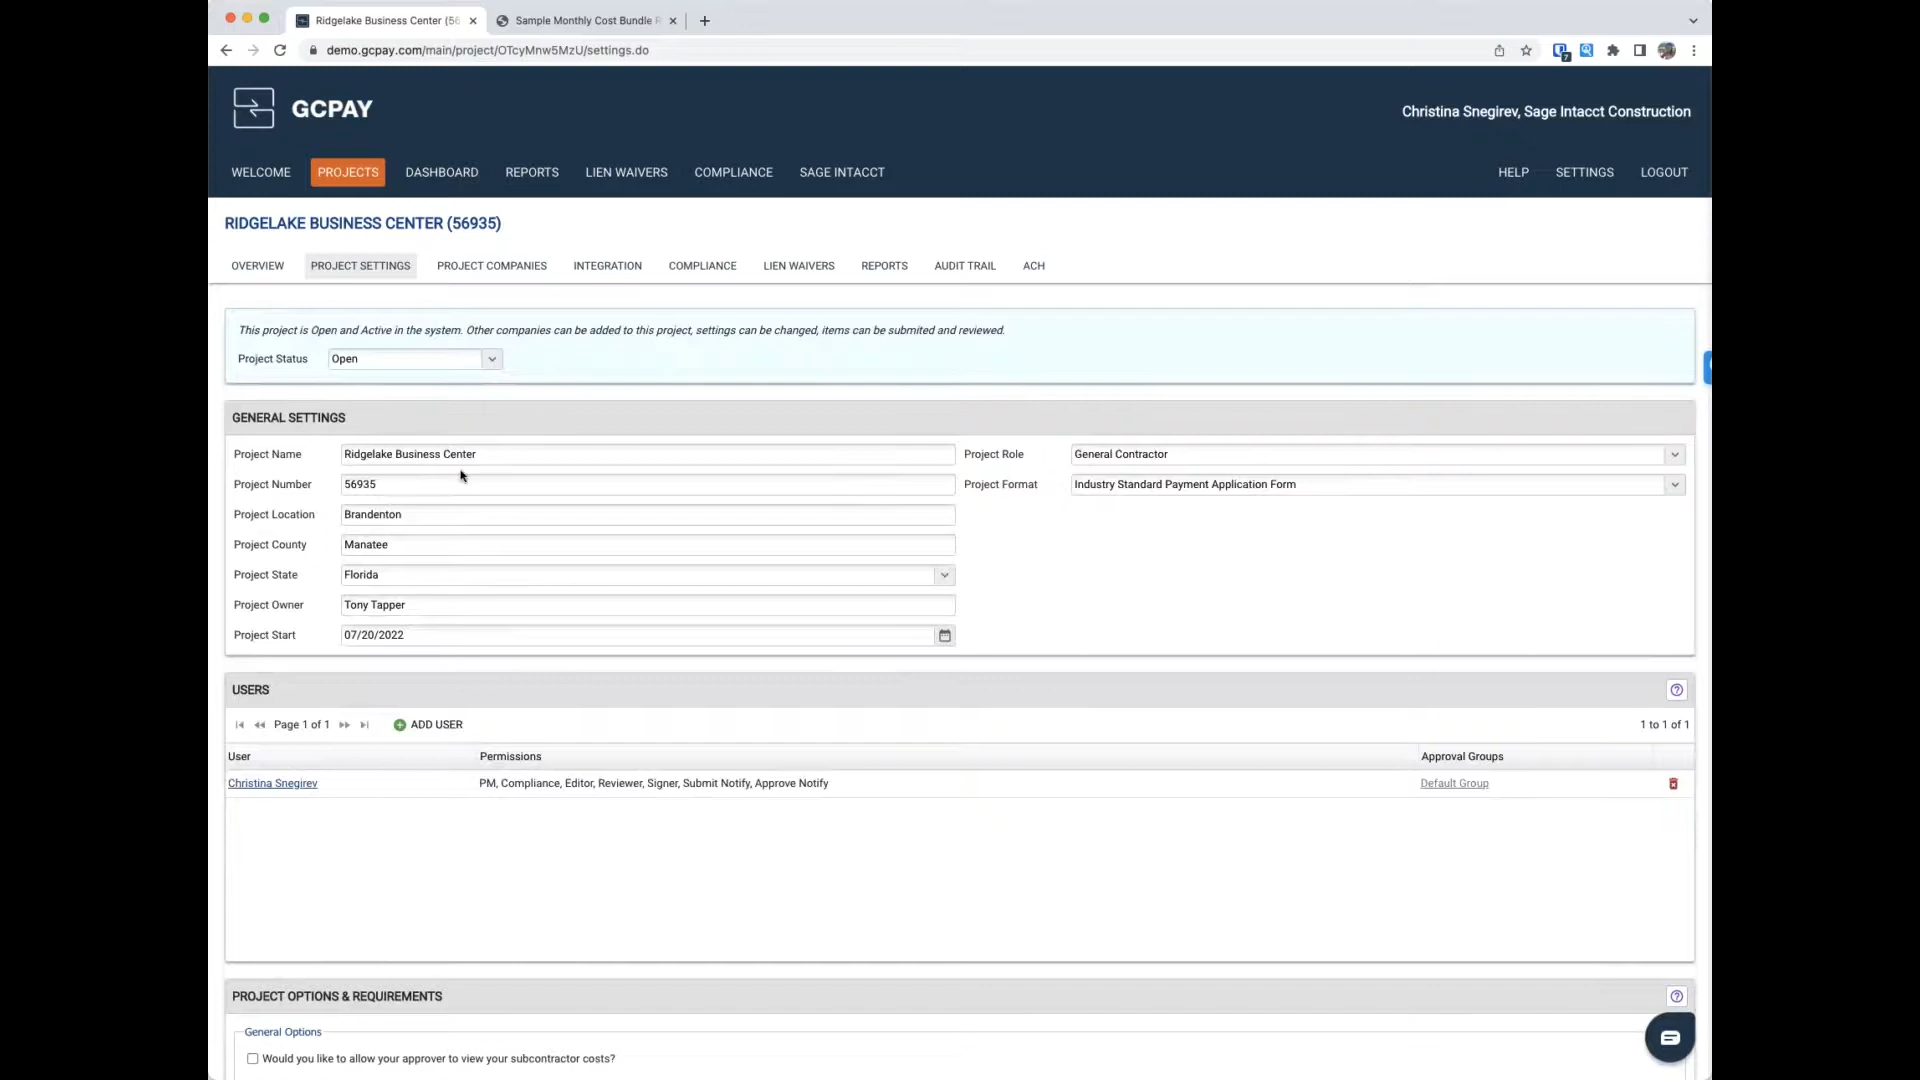 Ridgelake Business Center (56
Sample Monthly Cost Bundle
demo.gcpay.com/main/project/OTcyMnw5MzU/settings.do
7
GCPAY
Christina Snegirev, Sage Intacct Construction
WELCOME PROJECTS DASHBOARD REPORTS LIEN WAIVERS COMPLIANCE SAGE INTACCT HELP SETTINGS LOGOUT
RIDGELAKE BUSINESS CENTER (56935)
OVERVIEW PROJECT SETTINGS PROJECT COMPANIES INTEGRATION COMPLIANCE LIEN WAIVERS REPORTS AUDIT TRAIL ACH
This project is Open and Active in the system. Other companies can be added to this project, settings can be changed, items can be submited and reviewed.
Project Status Open
GENERAL SETTINGS
Project Name Ridgelake Business Center Project Role General Contractor
Project Number 56935 Project Format Industry Standard Payment Application Form
Project Location Brandenton
Project County Manatee
Project State Florida
Project Owner Tony Tapper
Project Start 07/20/2022
USERS
Page 1 of 1 ADD USER 1 to 1 of 1
User Permissions Approval Groups
Christina Snegirev PM, Compliance, Editor, Reviewer, Signer, Submit Notify, Approve Notify Default Group
PROJECT OPTIONS & REQUIREMENTS
General Options
Would you like to allow your approver to view your subcontractor costs?